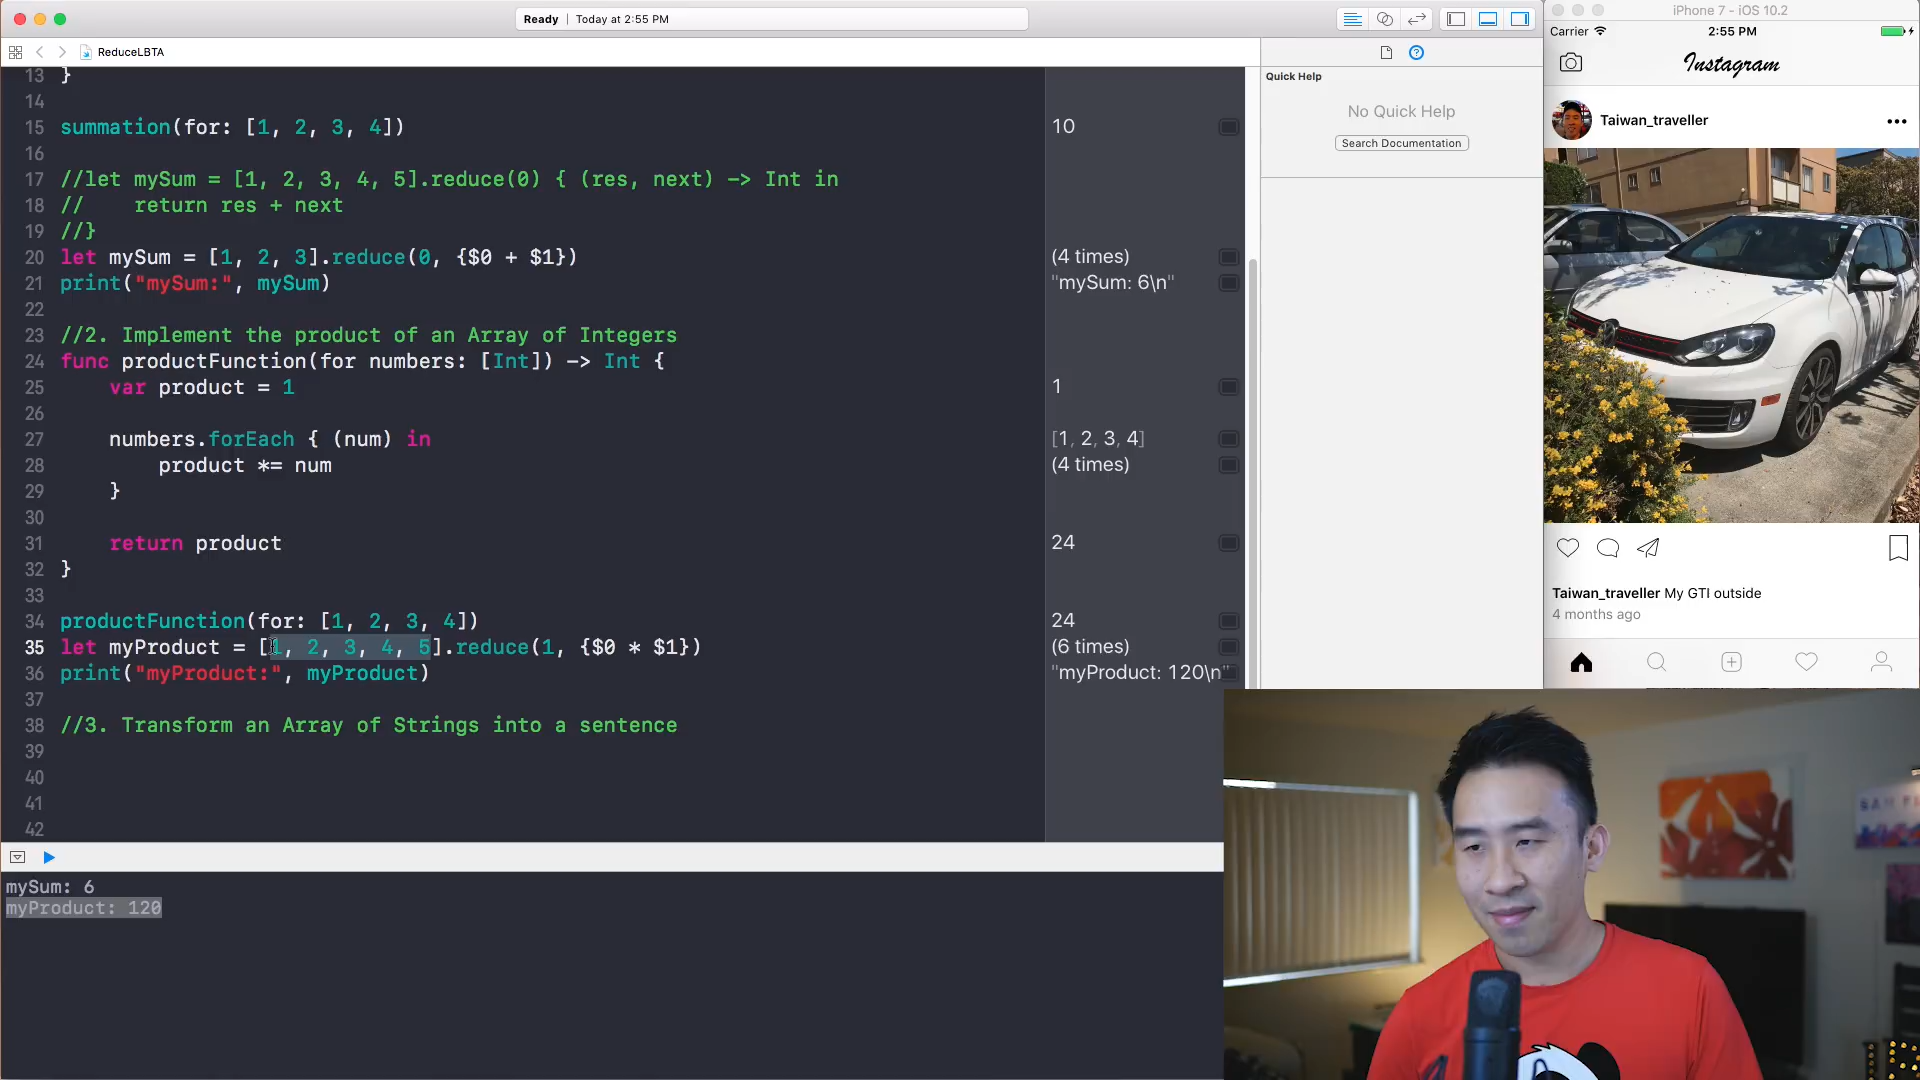 Ready | Today at 2:55 PM
ReduceLBTA
13 }
14
15 summation(for: [1, 2, 3, 4])
16
17 //let mySum = [1, 2, 3, 4, 5].reduce(0) { (res, next) -> Int in
18 //    return res + next
19 //}
20 let mySum = [1, 2, 3].reduce(0, {$0 + $1})
21 print("mySum:", mySum)
22
23 //2. Implement the product of an Array of Integers
24 func productFunction(for numbers: [Int]) -> Int {
25     var product = 1
26
27     numbers.forEach { (num) in
28         product *= num
29     }
30
31     return product
32 }
33
34 productFunction(for: [1, 2, 3, 4])
35 let myProduct = [1, 2, 3, 4, 5].reduce(1, {$0 * $1})
36 print("myProduct:", myProduct)
37
38 //3. Transform an Array of Strings into a sentence
39
40
41
42
10
(4 times)
"mySum: 6\n"
1
[1, 2, 3, 4]
(4 times)
24
24
(6 times)
"myProduct: 120\n"
mySum: 6
myProduct: 120
Quick Help
No Quick Help
Search Documentation
iPhone 7 - iOS 10.2
Carrier
2:55 PM
Instagram
Taiwan_traveller
Taiwan_traveller My GTI outside
4 months ago